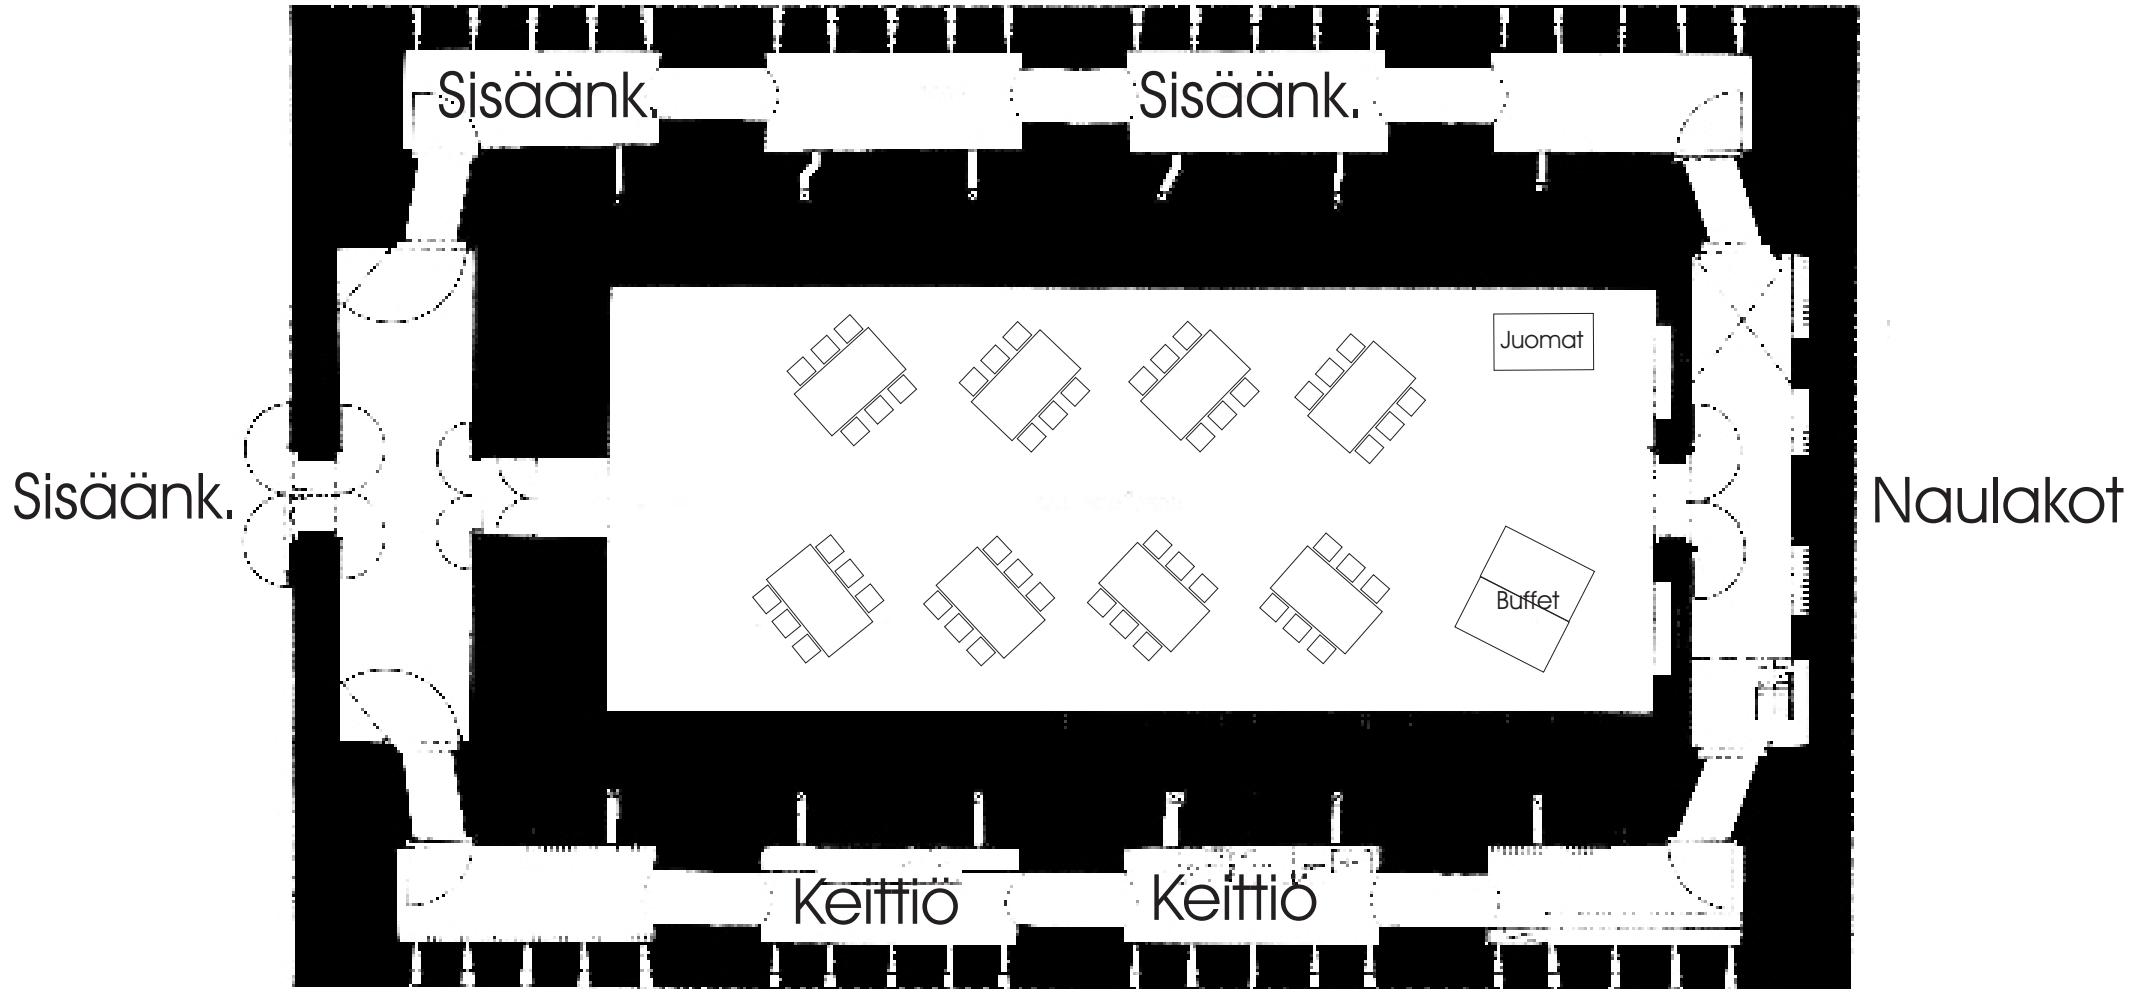 Sisäänk.
Sisäänk.
Juomat
Sisäänk.
Naulakot
Buffet
Keittiö
Keittiö